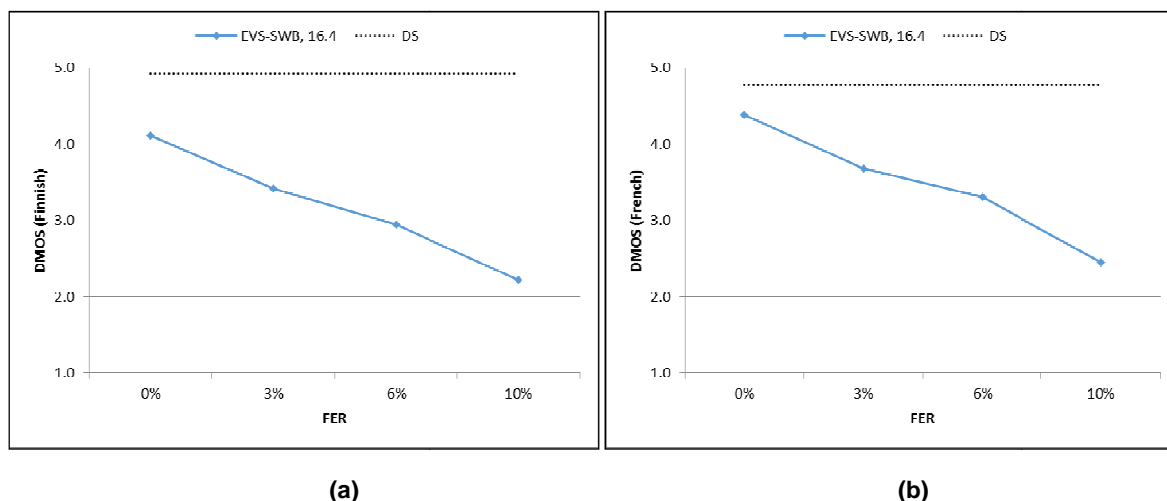 EVS-SWB, 16.4 DS
5.0
4.0
3.0
2.0
1.0
DMOS (Finnish)
0% 3% 6% 10%
FER
(a)
EVS-SWB, 16.4 DS
5.0
4.0
3.0
2.0
1.0
DMOS (French)
0% 3% 6% 10%
FER
(b)